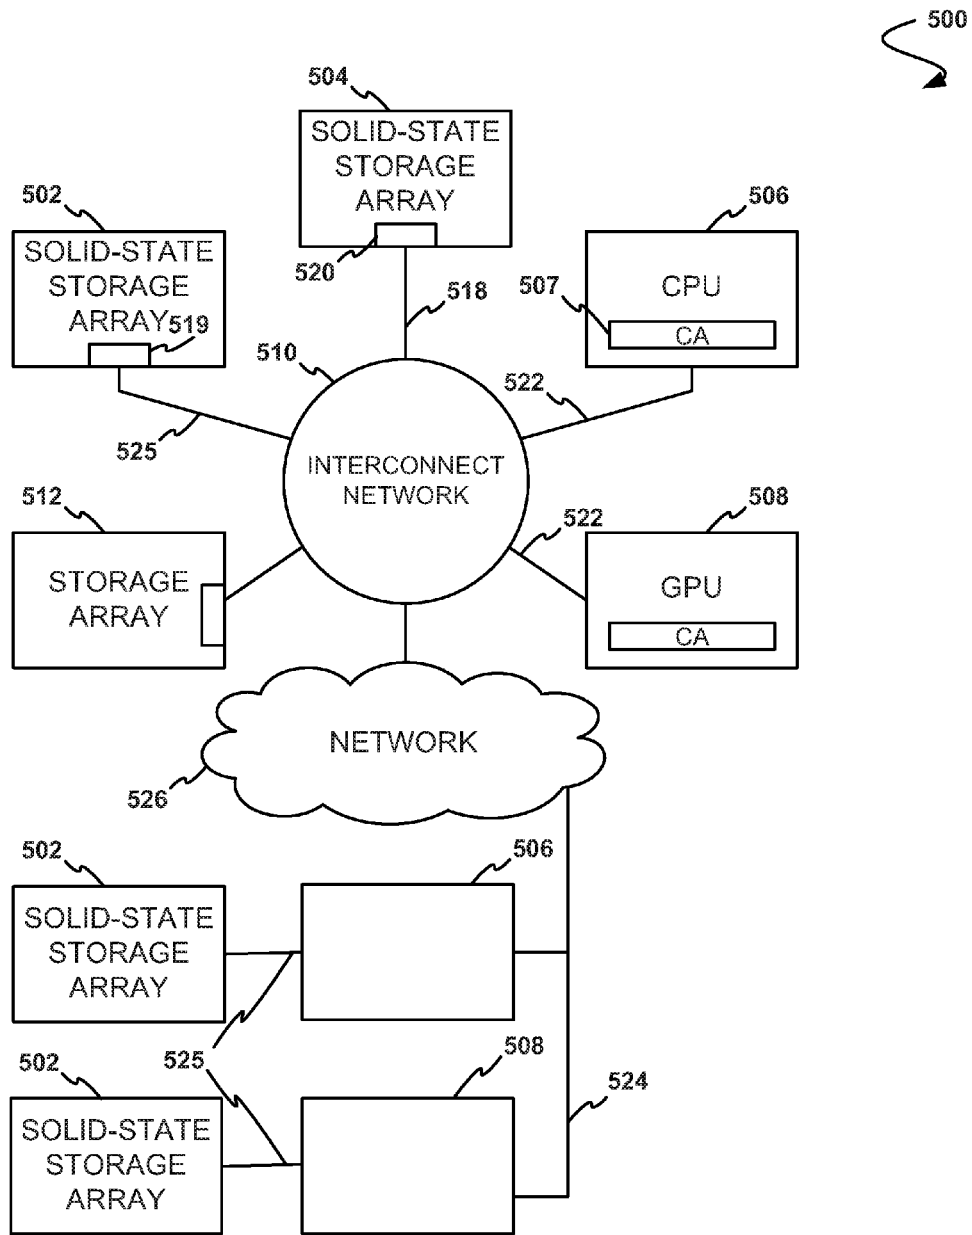 500
504
SOLID-STATE
STORAGE
ARRAY
520
518
502
SOLID-STATE
STORAGE
ARRAY
519
525
506
CPU
507
CA
522
510
INTERCONNECT
NETWORK
512
STORAGE
ARRAY
522
508
GPU
CA
NETWORK
526
502
SOLID-STATE
STORAGE
ARRAY
506
525
502
SOLID-STATE
STORAGE
ARRAY
508
524